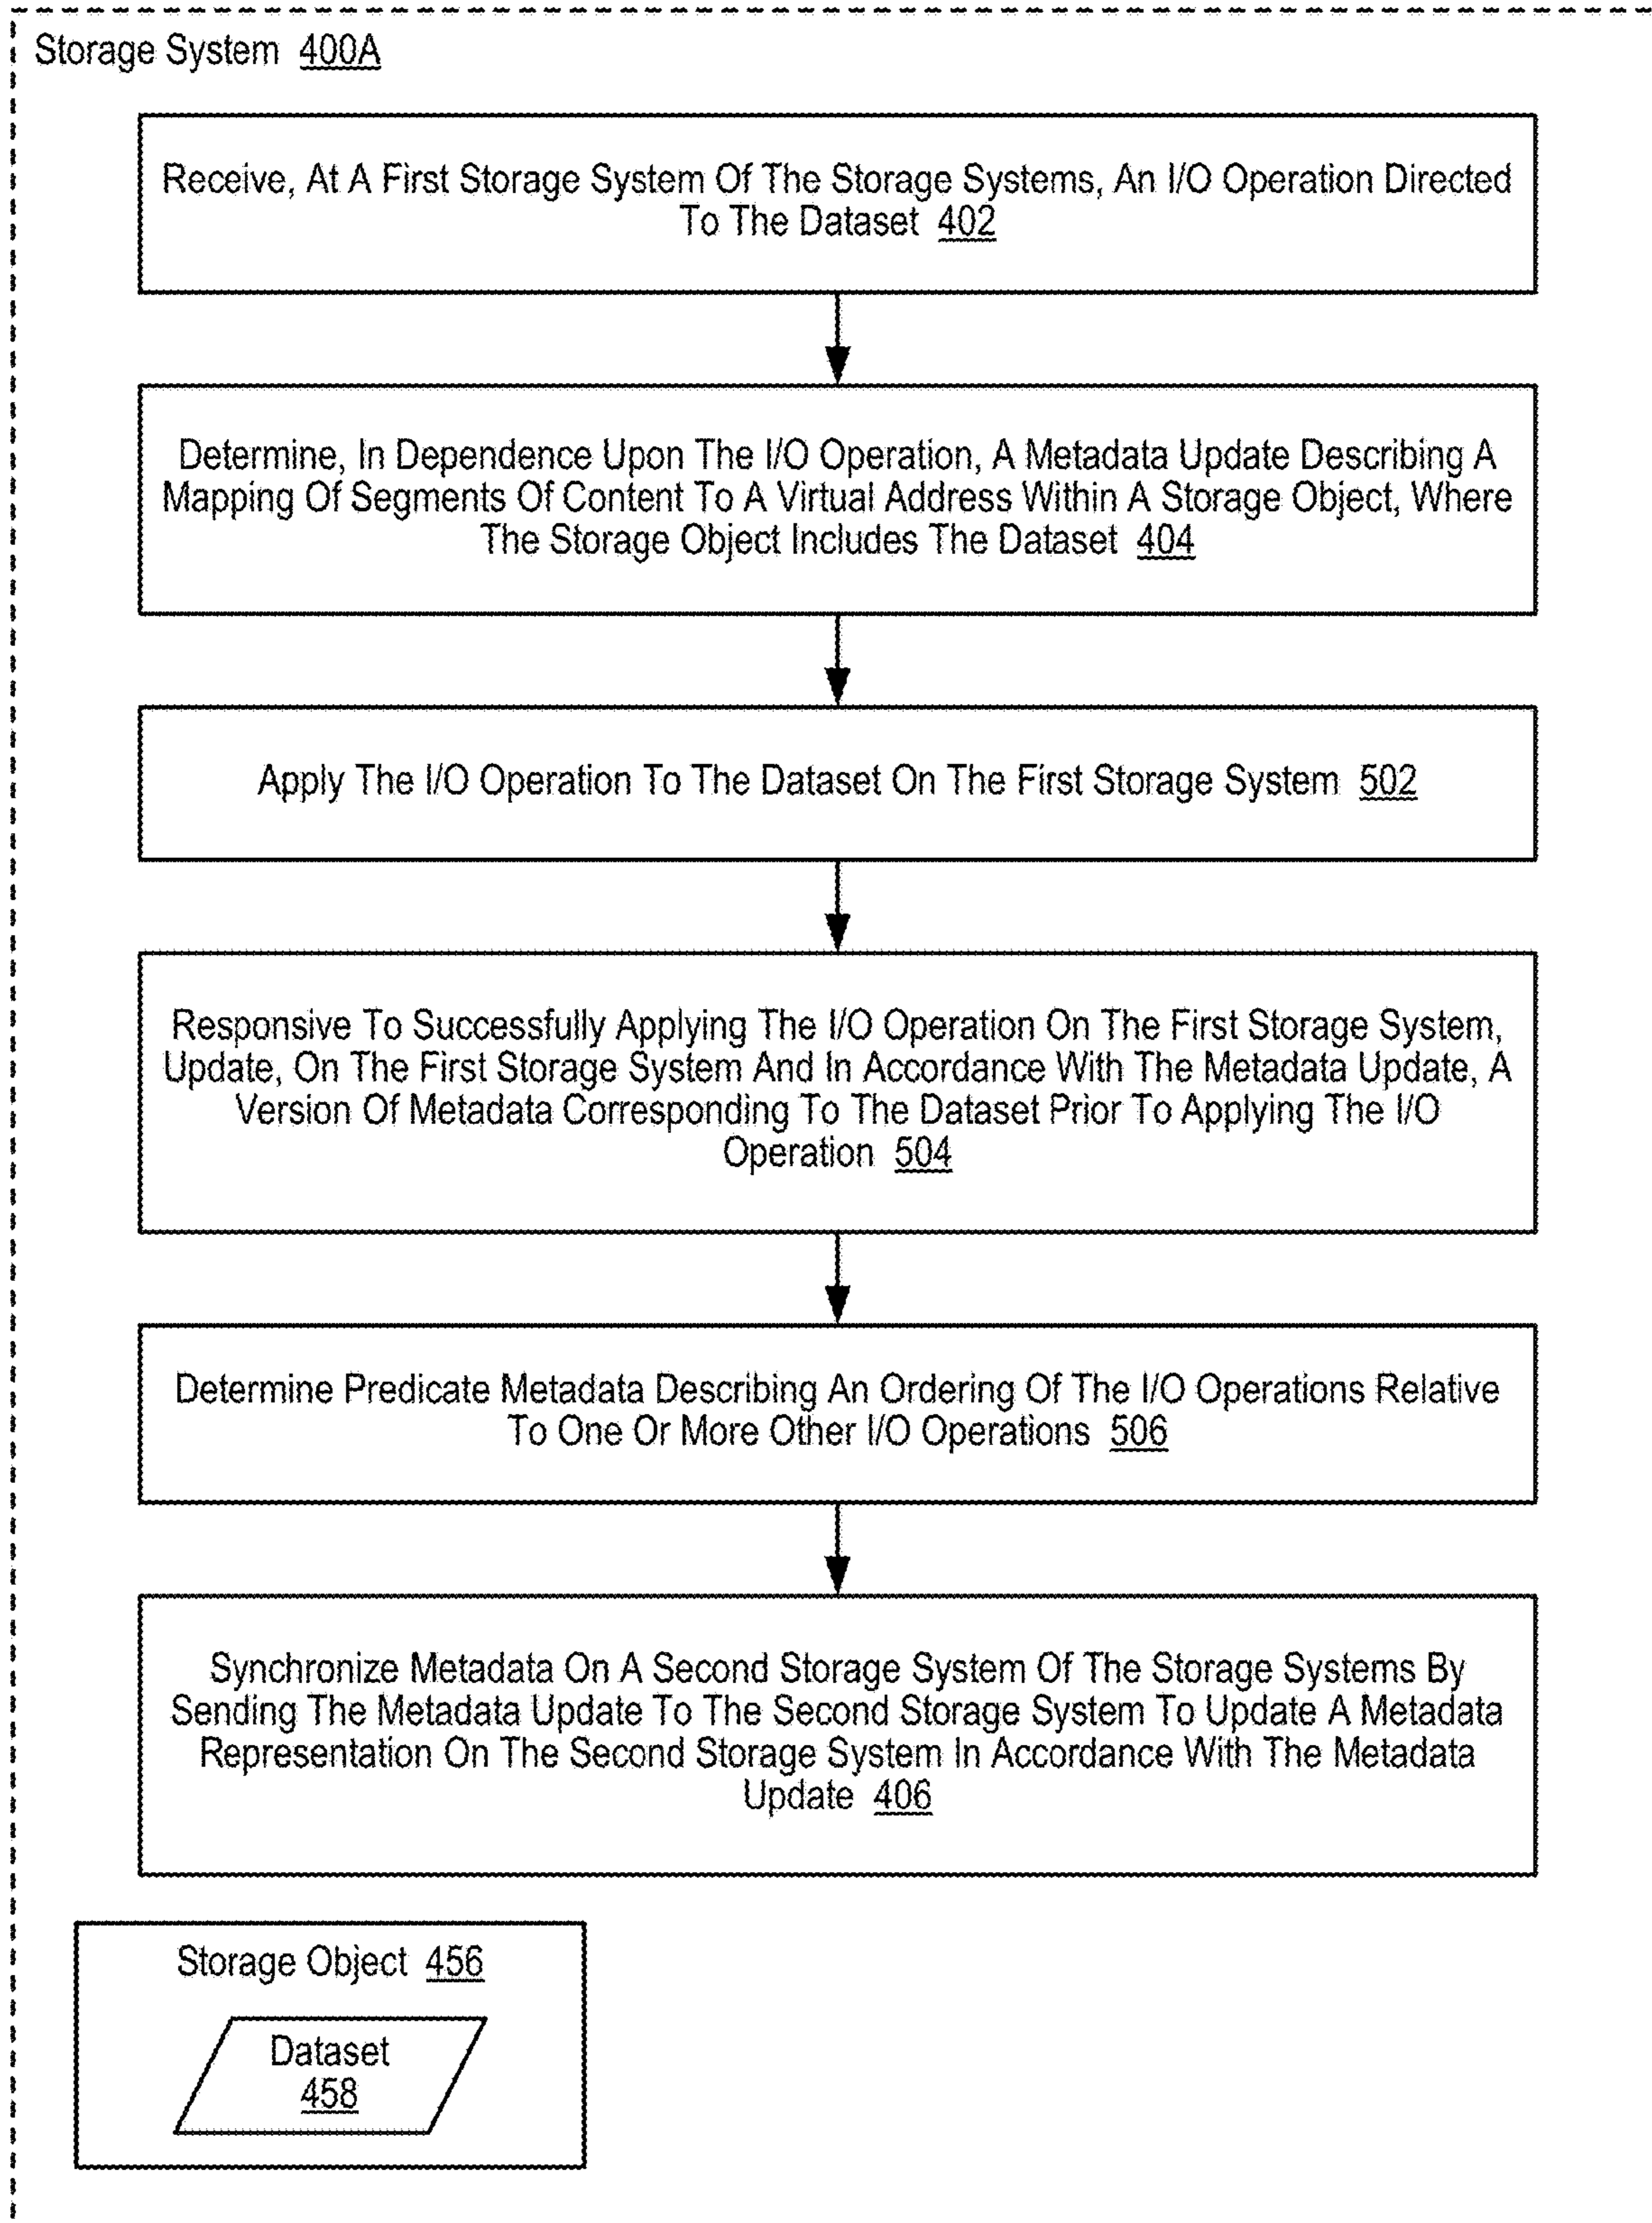 Storage System 400A
Receive, At A First Storage System Of The Storage Systems, An I/O Operation Directed
To The Dataset 402
Determine, In Dependence Upon The I/O Operation, A Metadata Update Describing A
Mapping Of Segments Of Content To A Virtual Address Within A Storage Object, Where
The Storage Object Includes The Dataset 404
Apply The I/O Operation To The Dataset On The First Storage System 502
Responsive To Successfully Applying The I/O Operation On The First Storage System,
Update, On The First Storage System And In Accordance With The Metadata Update, A
Version Of Metadata Corresponding To The Dataset Prior To Applying The I/O
Operation 504
Determine Predicate Metadata Describing An Ordering Of The I/O Operations Relative
To One Or More Other I/O Operations 506
Synchronize Metadata On A Second Storage System Of The Storage Systems By
Sending The Metadata Update To The Second Storage System To Update A Metadata
Representation On The Second Storage System In Accordance With The Metadata
Update 406
Storage Object 456
Dataset
458